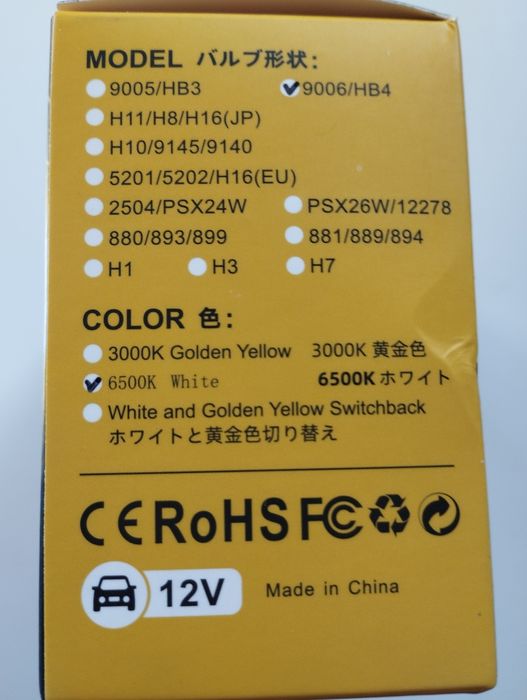 MODEL バルブ形状:
9005/HB3 9006/HB4
H11/H8/H16(JP)
H10/9145/9140
5201/5202/H16(EU)
2504/PSX24W PSX26W/12278
880/893/899 881/889/894
H1 H3 H7
COLOR 色:
3000K Golden Yellow 3000K 黄金色
6500K White 6500K ホワイト
White and Golden Yellow Switchback
ホワイトと黄金色切り替え
CE RoHS FC
12V Made in China